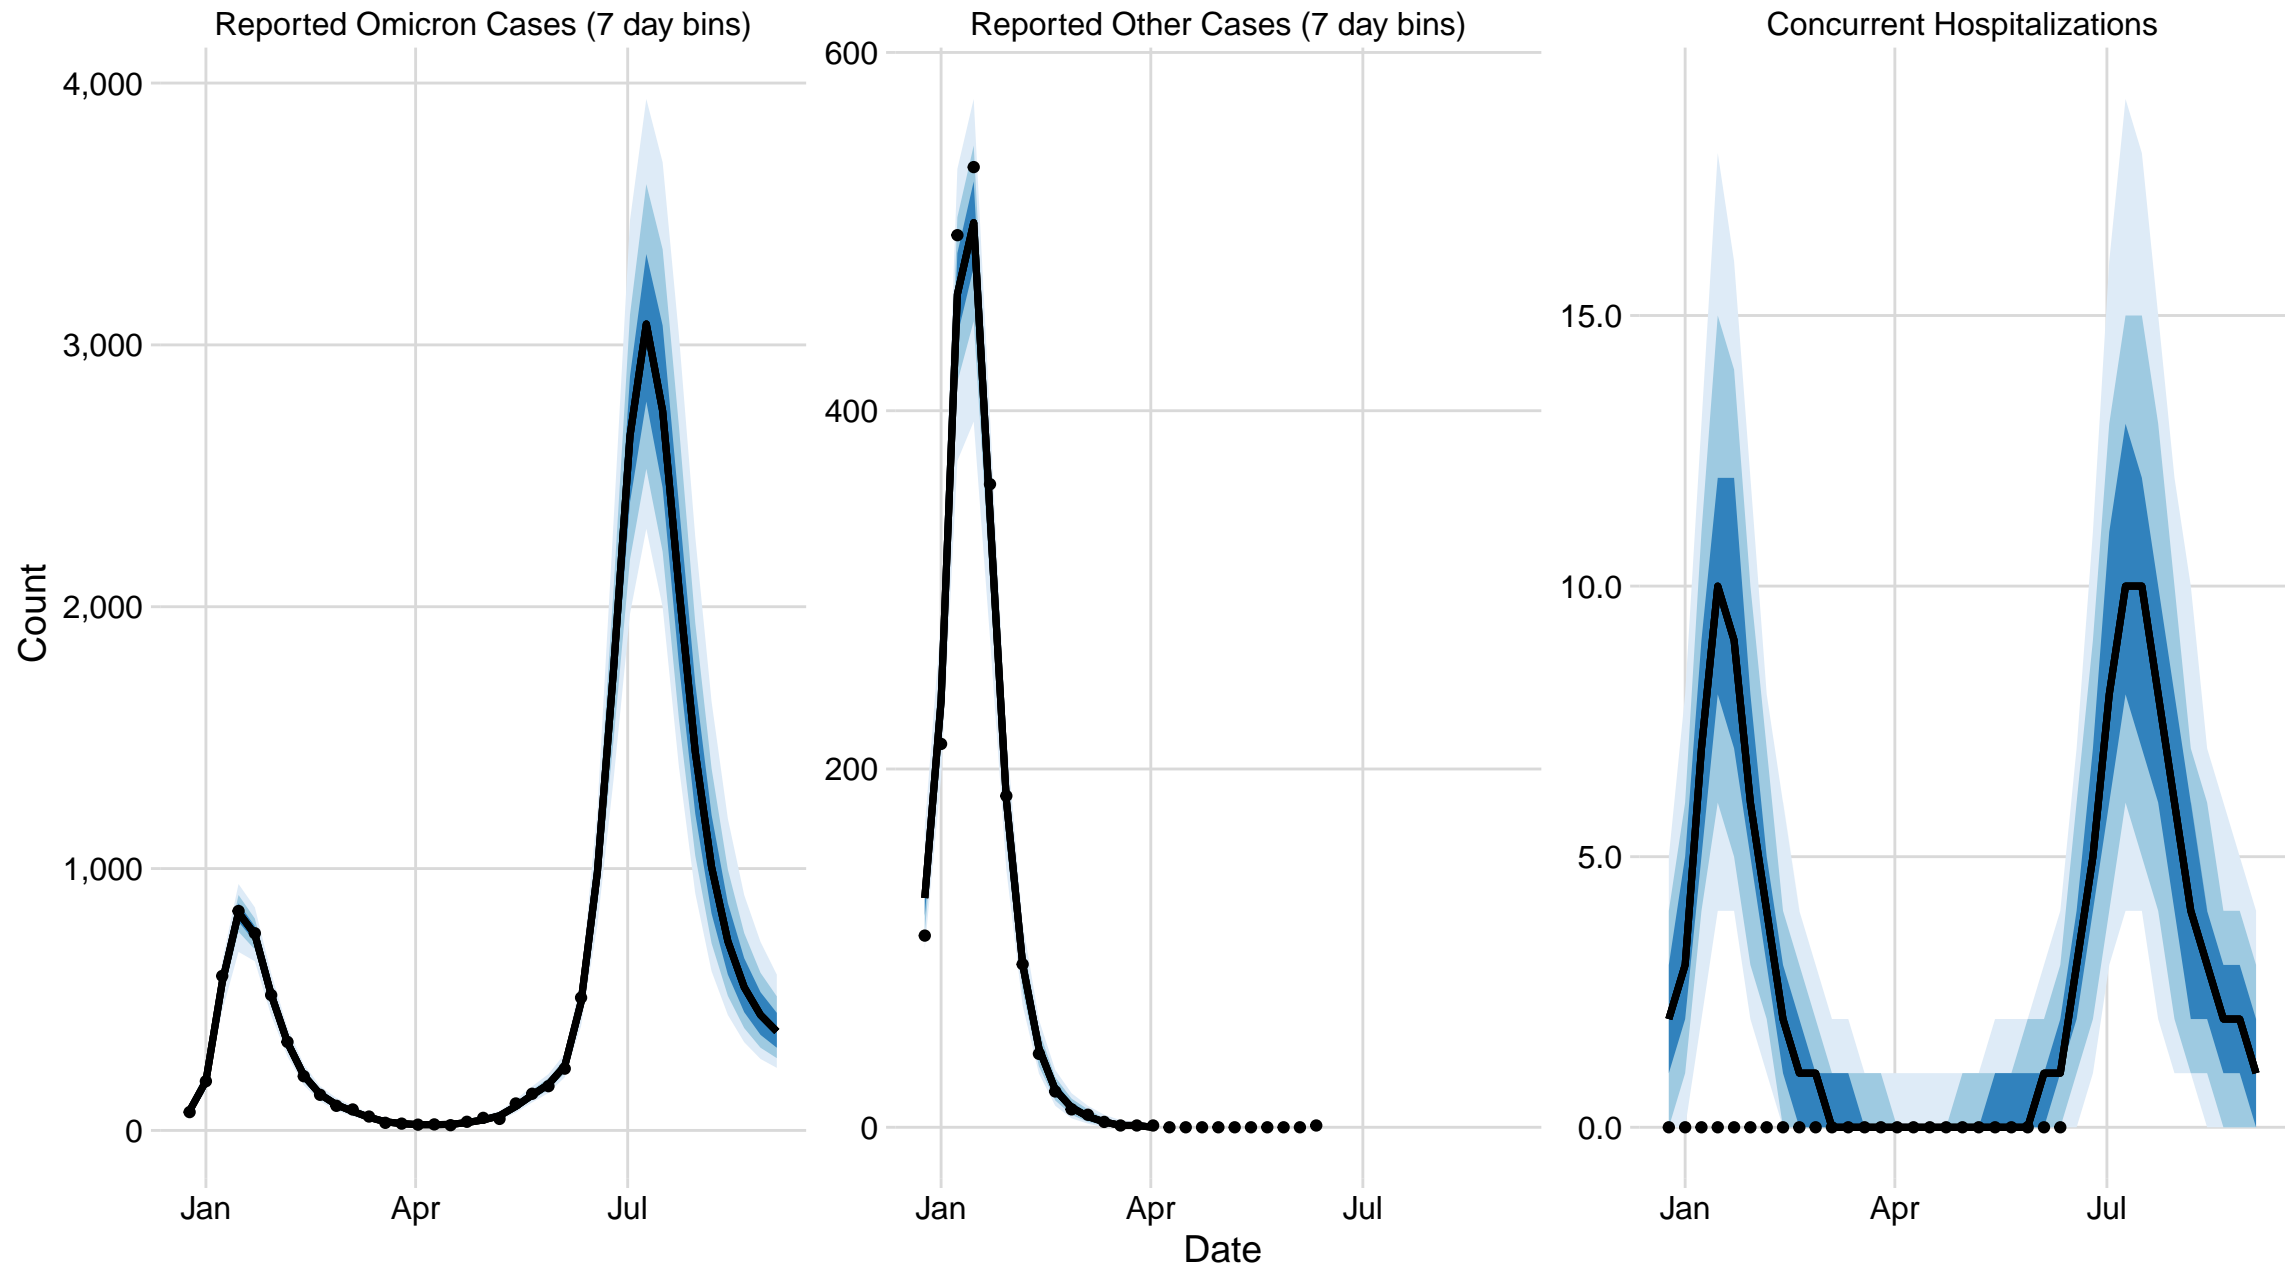 Reported Omicron Cases (7 day bins)
Reported Other Cases (7 day bins)
Concurrent Hospitalizations
Count
4,000
3,000
2,000
1,000
0
600
400
200
0
15.0
10.0
5.0
0.0
Jan Apr Jul
Jan Apr Jul
Jan Apr Jul
Date